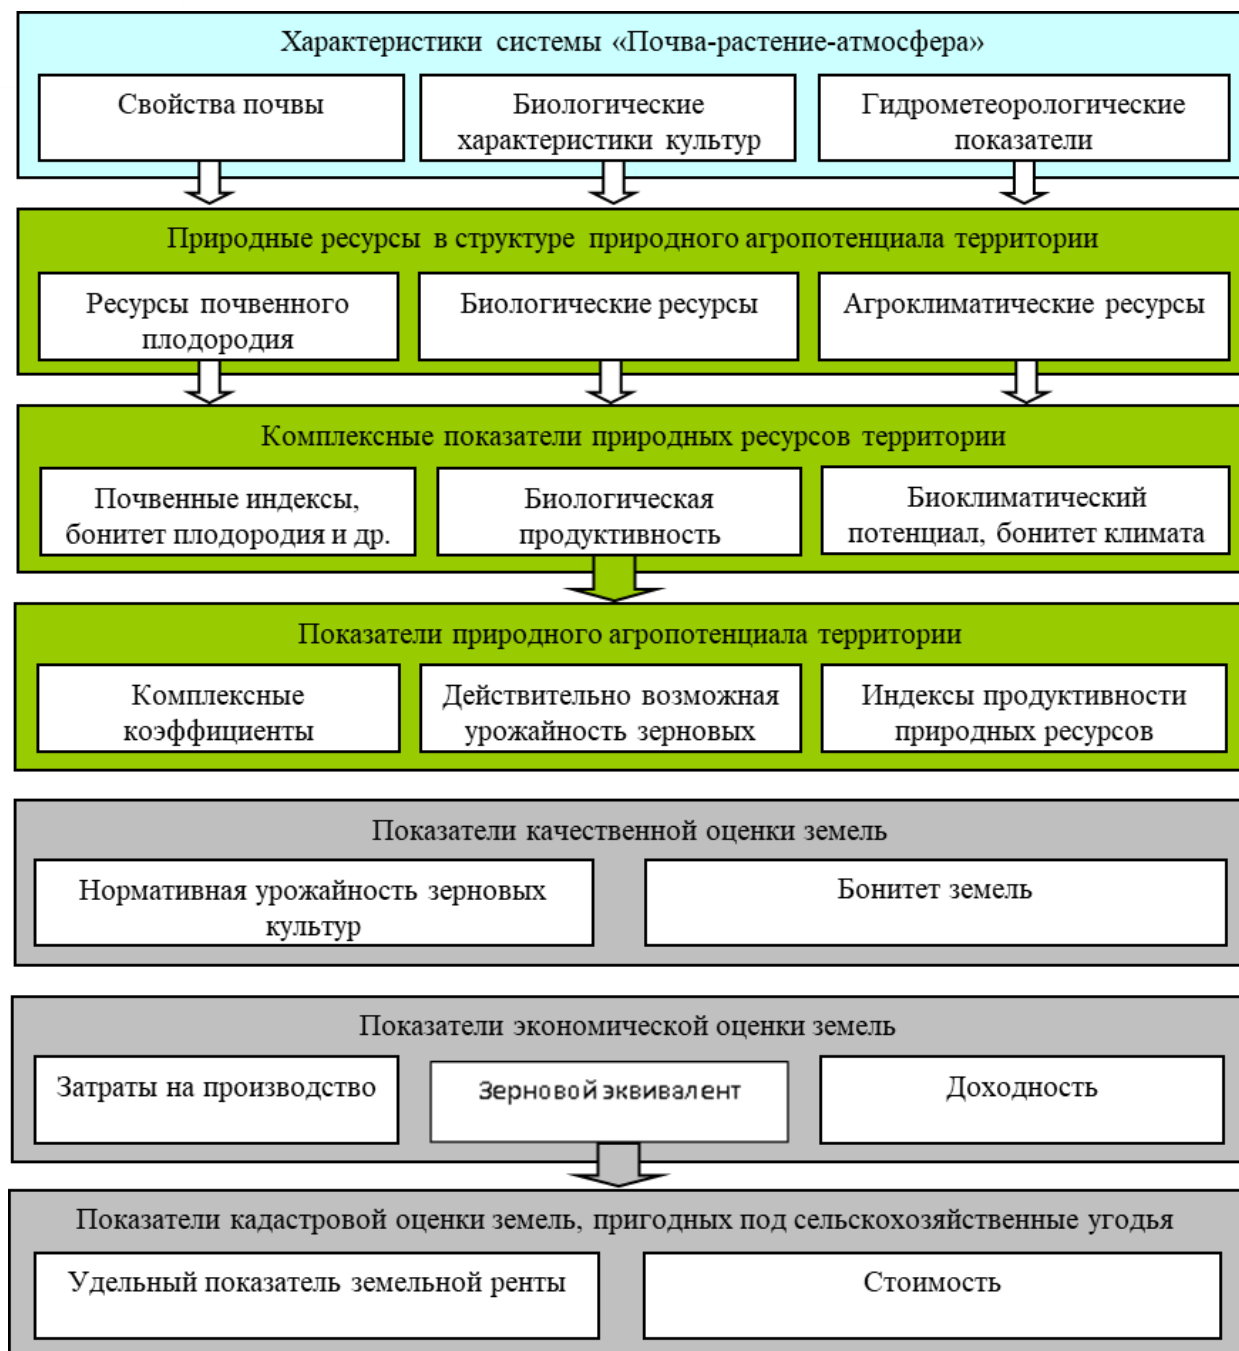 Характеристики системы «Почва-растение-атмосфера»
Свойства почвы
Биологические
характеристики культур
Гидрометеорологические
показатели
Природные ресурсы в структуре природного агропотенциала территории
Ресурсы почвенного
плодородия
Биологические ресурсы
Агроклиматические ресурсы
Комплексные показатели природных ресурсов территории
Почвенные индексы,
бонитет плодородия и др.
Биологическая
продуктивность
Биоклиматический
потенциал, бонитет климата
Показатели природного агропотенциала территории
Комплексные
коэффициенты
Действительно возможная
урожайность зерновых
Индексы продуктивности
природных ресурсов
Показатели качественной оценки земель
Нормативная урожайность зерновых
культур
Бонитет земель
Показатели экономической оценки земель
Затраты на производство
Зерновой эквивалент
Доходность
Показатели кадастровой оценки земель, пригодных под сельскохозяйственные угодья
Удельный показатель земельной ренты
Стоимость